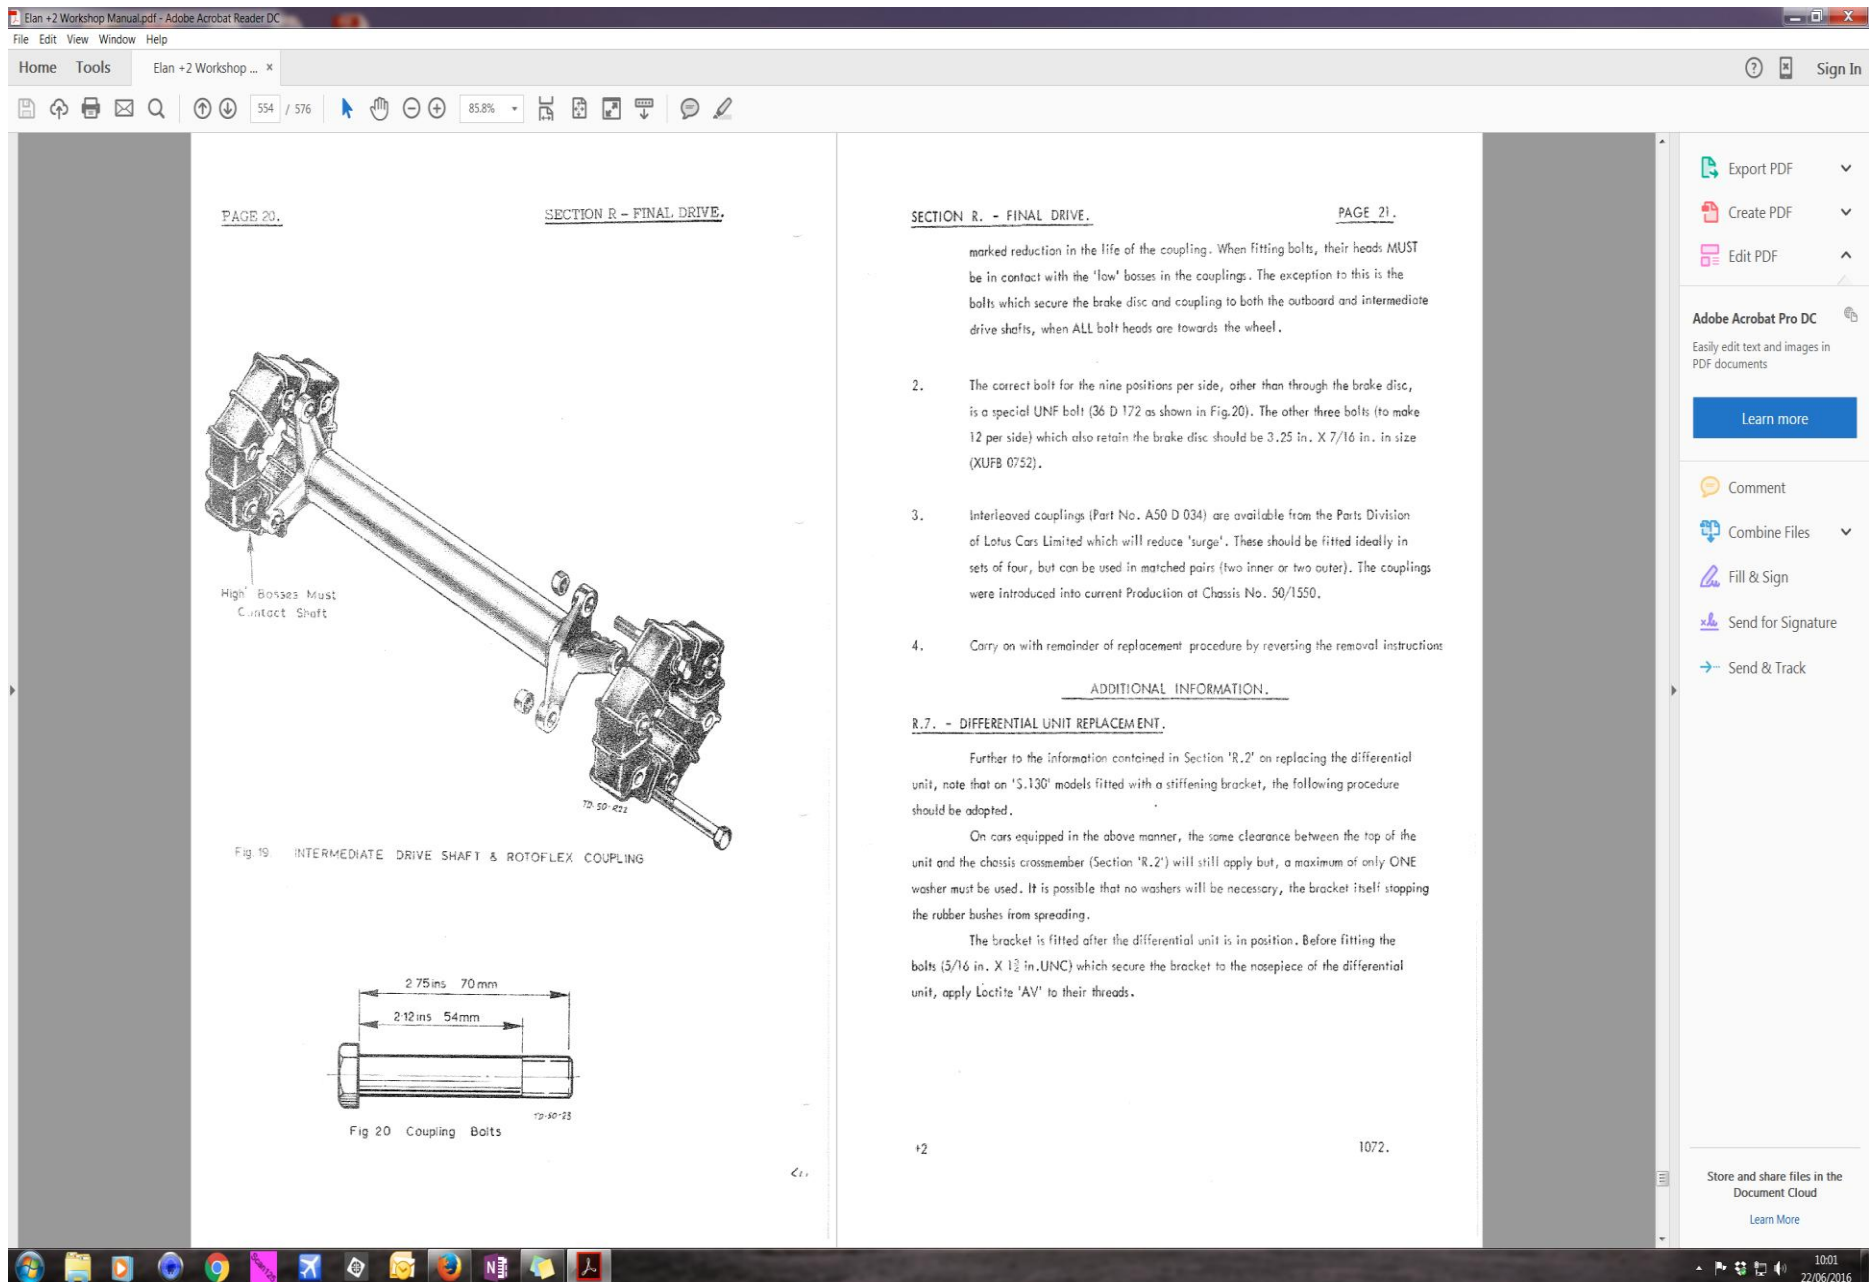 Elan +2 Workshop Manual.pdf - Adobe Acrobat Reader DC
File Edit View Window Help
Home Tools Elan +2 Workshop ... × Sign In
554 / 576 85.8%
PAGE 20. SECTION R – FINAL DRIVE.
High' Bosses Must
Contact Shaft
TD-50-R21
Fig. 19. INTERMEDIATE DRIVE SHAFT & ROTOFLEX COUPLING
2 75 ins 70 mm
2·12 ins 54mm
TD-50-23
Fig 20 Coupling Bolts
SECTION R. - FINAL DRIVE. PAGE 21.
marked reduction in the life of the coupling. When fitting bolts, their heads MUST
be in contact with the 'low' bosses in the couplings. The exception to this is the
bolts which secure the brake disc and coupling to both the outboard and intermediate
drive shafts, when ALL bolt heads are towards the wheel.
2. The correct bolt for the nine positions per side, other than through the brake disc,
is a special UNF bolt (36 D 172 as shown in Fig.20). The other three bolts (to make
12 per side) which also retain the brake disc should be 3.25 in. X 7/16 in. in size
(XUFB 0752).
3. Interleaved couplings (Part No. A50 D 034) are available from the Parts Division
of Lotus Cars Limited which will reduce 'surge'. These should be fitted ideally in
sets of four, but can be used in matched pairs (two inner or two outer). The couplings
were introduced into current Production at Chassis No. 50/1550.
4. Carry on with remainder of replacement procedure by reversing the removal instructions
ADDITIONAL INFORMATION.
R.7. - DIFFERENTIAL UNIT REPLACEMENT.
Further to the information contained in Section 'R.2' on replacing the differential
unit, note that on 'S.130' models fitted with a stiffening bracket, the following procedure
should be adopted.
On cars equipped in the above manner, the same clearance between the top of the
unit and the chassis crossmember (Section 'R.2') will still apply but, a maximum of only ONE
washer must be used. It is possible that no washers will be necessary, the bracket itself stopping
the rubber bushes from spreading.
The bracket is fitted after the differential unit is in position. Before fitting the
bolts (5/16 in. X in.UNC) which secure the bracket to the nosepiece of the differential
unit, apply Loctite 'AV' to their threads.
+2 1072.
Export PDF
Create PDF
Edit PDF
Adobe Acrobat Pro DC
Easily edit text and images in
PDF documents
Learn more
Comment
Combine Files
Fill & Sign
Send for Signature
Send & Track
Store and share files in the
Document Cloud
Learn More
Scan125
10:01
22/06/2016